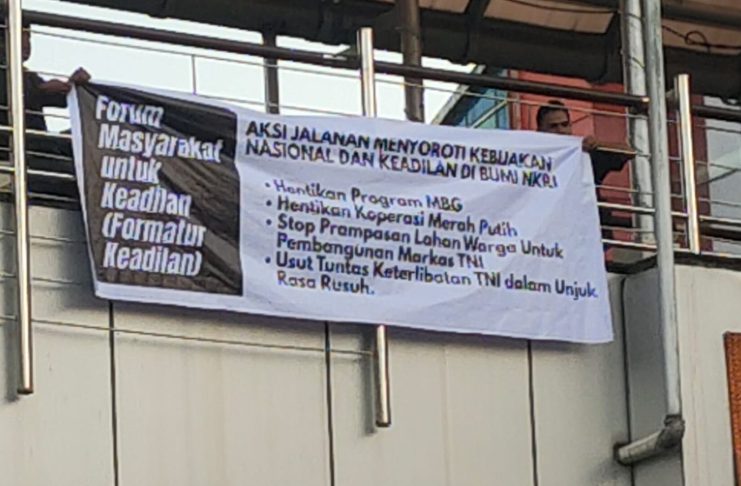 Forum
Masyarakat
untuk
Keadilan
(Formatur
Keadilan)
AKSI JALANAN MENYOROTI KEBIJAKAN
NASIONAL DAN KEADILAN DI BUMI NKRI
• Hentikan Program MBG
• Hentikan Koperasi Merah Putih
• Stop Prampasan Lahan Warga Untuk
Pembangunan Markas TNI
• Usut Tuntas Keterlibatan TNI dalam Unjuk
Rasa Rusuh.